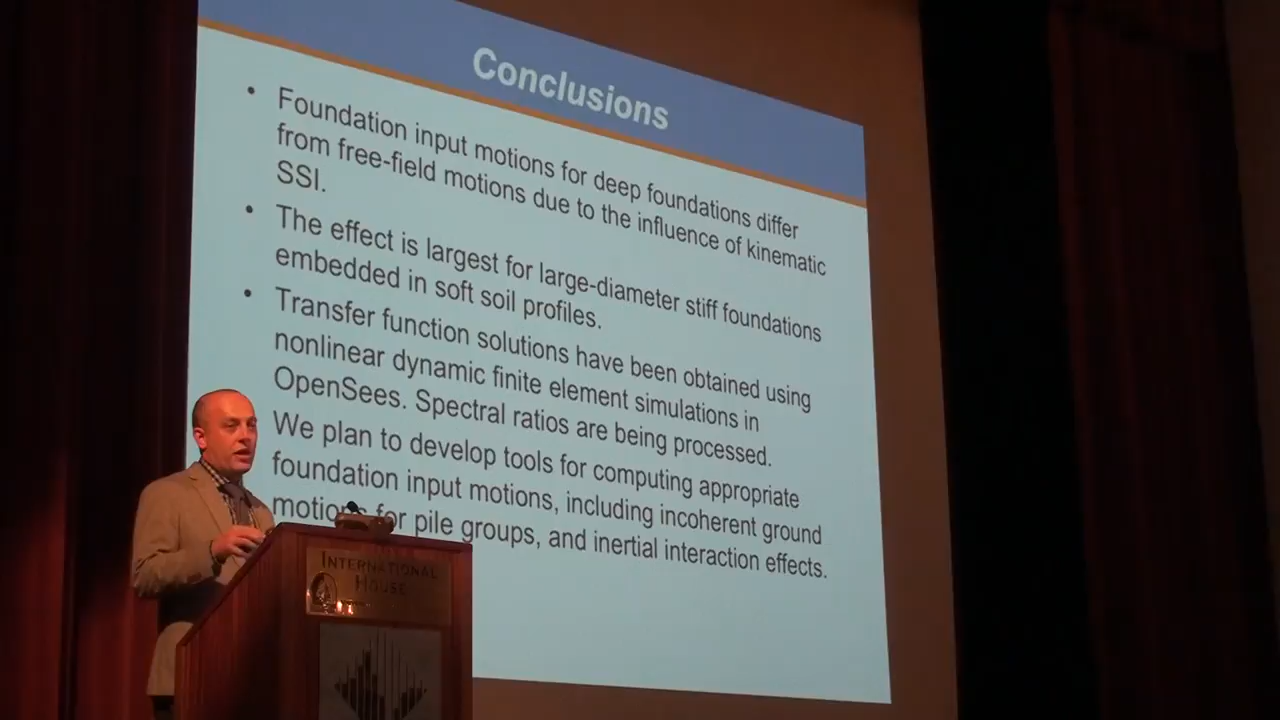 Conclusions
• Foundation input motions for deep foundations differ
from free-field motions due to the influence of kinematic
SSI.
• The effect is largest for large-diameter stiff foundations
embedded in soft soil profiles.
• Transfer function solutions have been obtained using
nonlinear dynamic finite element simulations in
OpenSees. Spectral ratios are being processed.
We plan to develop tools for computing appropriate
foundation input motions, including incoherent ground
motions for pile groups, and inertial interaction effects.
INTERNATIONAL
HOUSE